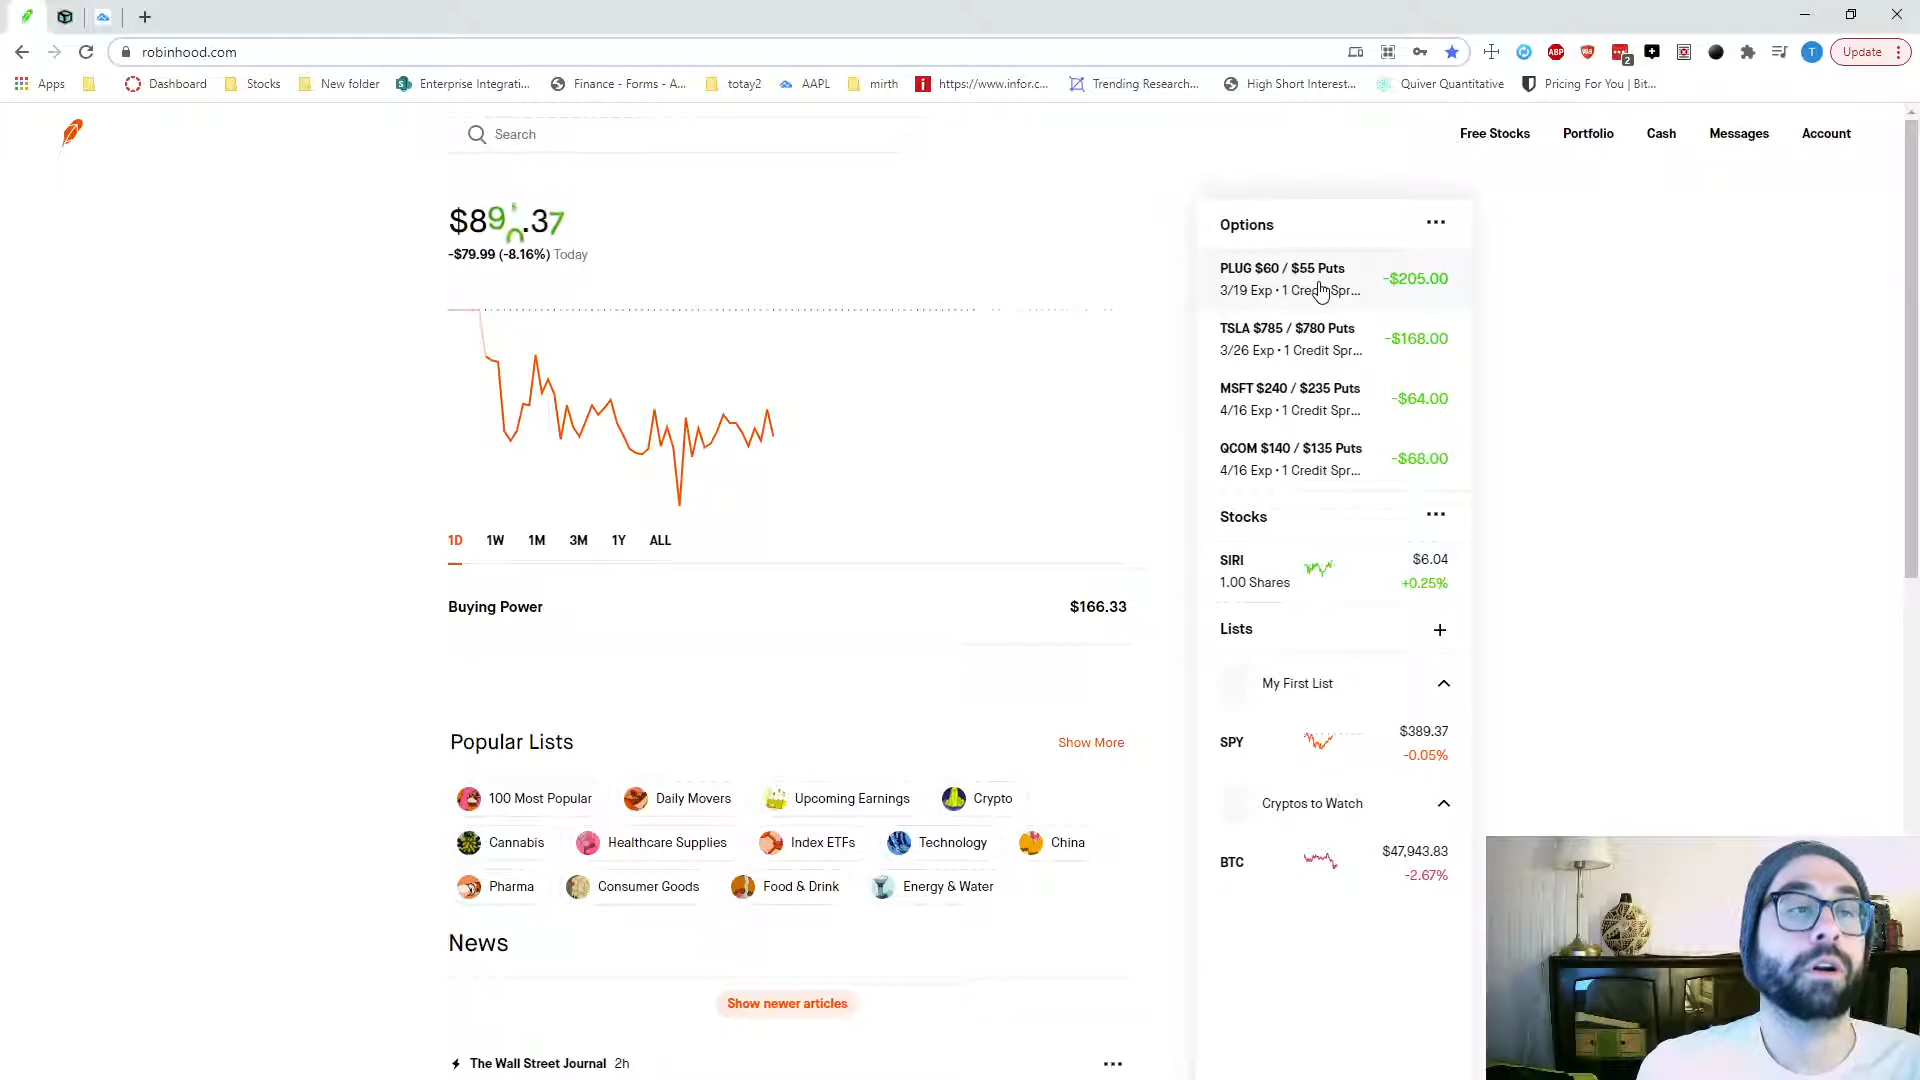 robinhood.com
Update
2
T
Apps
Dashboard
Stocks
New folder
Enterprise Integrati...
Finance - Forms - A...
totay2
AAPL
mirth
https://www.infor.c...
Trending Research...
High Short Interest...
Quiver Quantitative
Pricing For You | Bit...
Search
Free Stocks
Portfolio
Cash
Messages
Account
-$79.99 (-8.16%) Today
1D
1W
1M
3M
1Y
ALL
Buying Power
$166.33
Popular Lists
Show More
100 Most Popular
Daily Movers
Upcoming Earnings
Crypto
Cannabis
Healthcare Supplies
Index ETFs
Technology
China
Pharma
Consumer Goods
Food & Drink
Energy & Water
News
Show newer articles
The Wall Street Journal 2h
Options
PLUG $60 / $55 Puts
-$205.00
TSLA $785 / $780 Puts
3/26 Exp • 1 Credit Spr...
-$168.00
MSFT $240 / $235 Puts
4/16 Exp • 1 Credit Spr...
-$64.00
QCOM $140 / $135 Puts
4/16 Exp • 1 Credit Spr...
-$68.00
Stocks
SIRI
1.00 Shares
$6.04
+0.25%
Lists
My First List
SPY
$389.37
-0.05%
Cryptos to Watch
BTC
$47,943.83
-2.67%